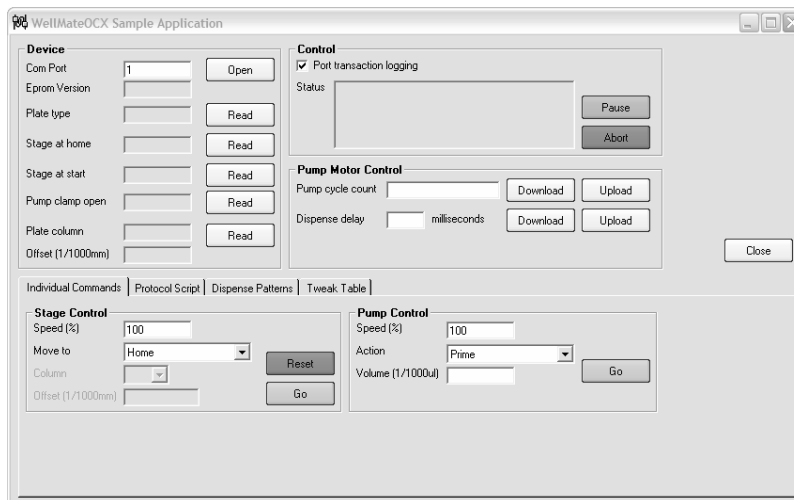 WellMateOCX Sample Application
Device
Com Port 1 Open
Eprom Version
Plate type Read
Stage at home Read
Stage at start Read
Pump clamp open Read
Plate column Read
Offset (1/1000mm)
Control
Port transaction logging
Status
Pause
Abort
Pump Motor Control
Pump cycle count Download Upload
Dispense delay milliseconds Download Upload
Close
Individual Commands Protocol Script Dispense Patterns Tweak Table
Stage Control
Speed (%) 100
Move to Home
Column
Reset
Offset (1/1000mm) Go
Pump Control
Speed (%) 100
Action Prime
Volume (1/1000ul) Go